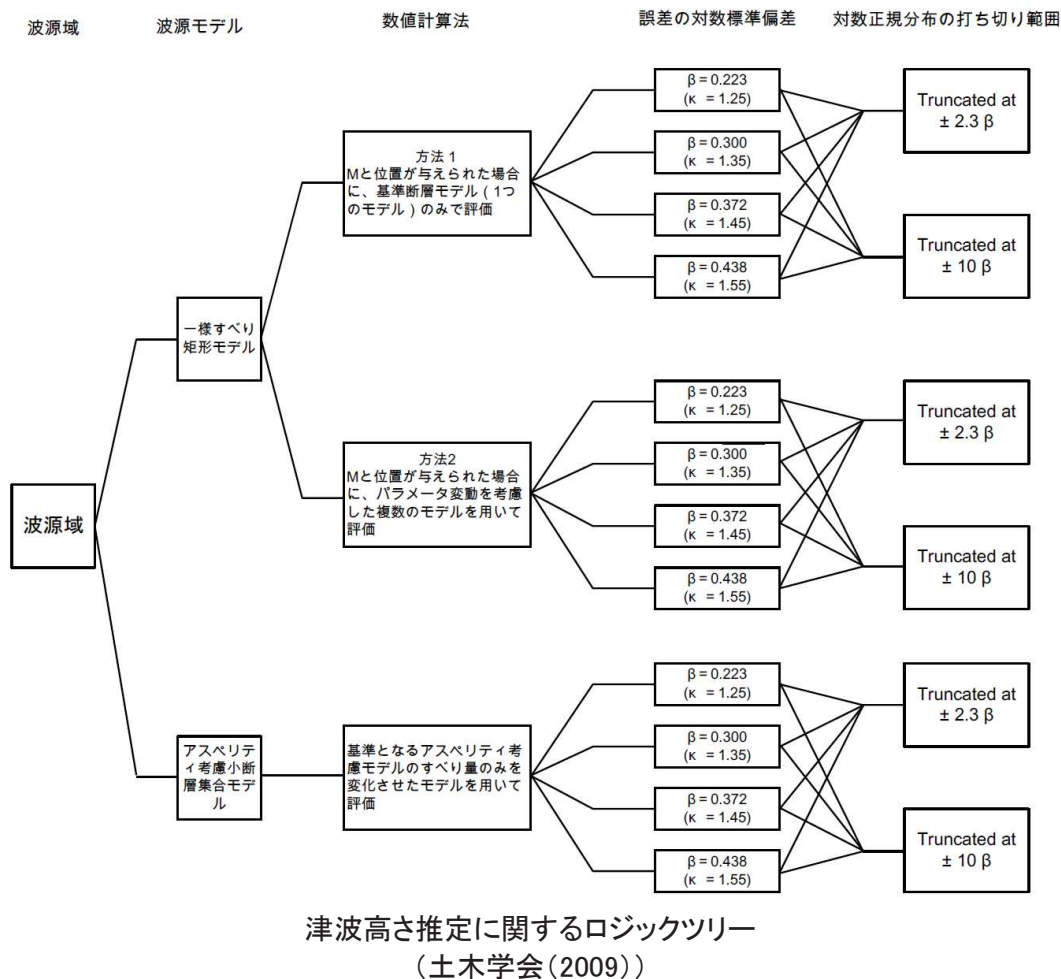 波源域
波源モデル
数値計算法
誤差の対数標準偏差
対数正規分布の打ち切り範囲
波源域
一様すべり
矩形モデル
アスペリテ
ィ考慮小断
層集合モデ
ル
方法1
Mと位置が与えられた場合
に、基準断層モデル(1つ
のモデル)のみで評価
β=0.223
(κ =1.25)
β=0.300
(κ =1.35)
β=0.372
(κ =1.45)
β=0.438
(κ =1.55)
Truncated at
± 2.3 β
Truncated at
± 10 β
方法2
Mと位置が与えられた場合
に、パラメータ変動を考慮
した複数のモデルを用いて
評価
β=0.223
(κ =1.25)
β=0.300
(κ =1.35)
β=0.372
(κ =1.45)
β=0.438
(κ =1.55)
Truncated at
± 2.3 β
Truncated at
± 10 β
基準となるアスペリティ考
慮モデルのすべり量のみを
変化させたモデルを用いて
評価
β=0.223
(κ =1.25)
β=0.300
(κ =1.35)
β=0.372
(κ =1.45)
β=0.438
(κ =1.55)
Truncated at
± 2.3 β
Truncated at
± 10 β
津波高さ推定に関するロジックツリー
(土木学会(2009))